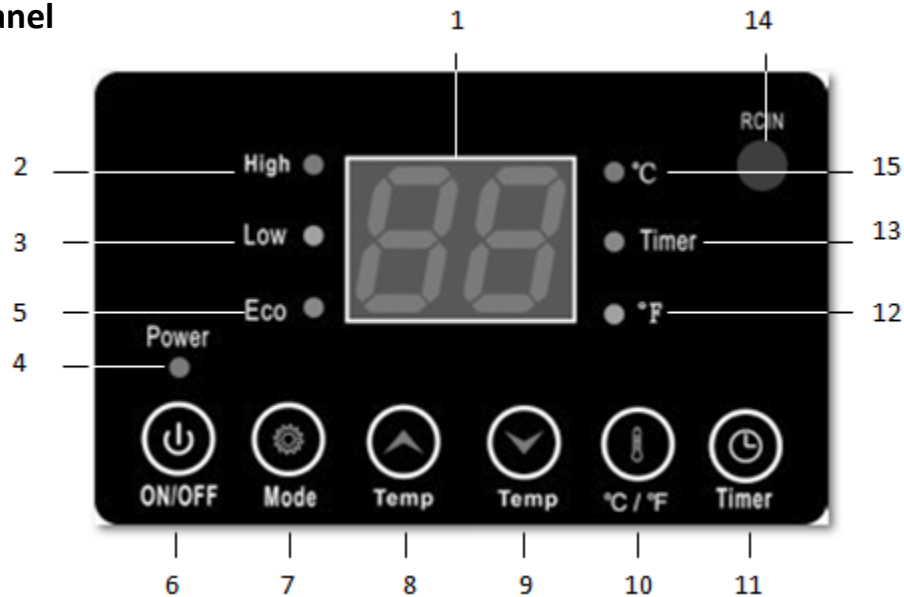 1 14
RCIN
2 High °C 15
3 Low Timer 13
5 Eco °F 12
Power
4
ON/OFF Mode Temp Temp °C / °F Timer
6 7 8 9 10 11